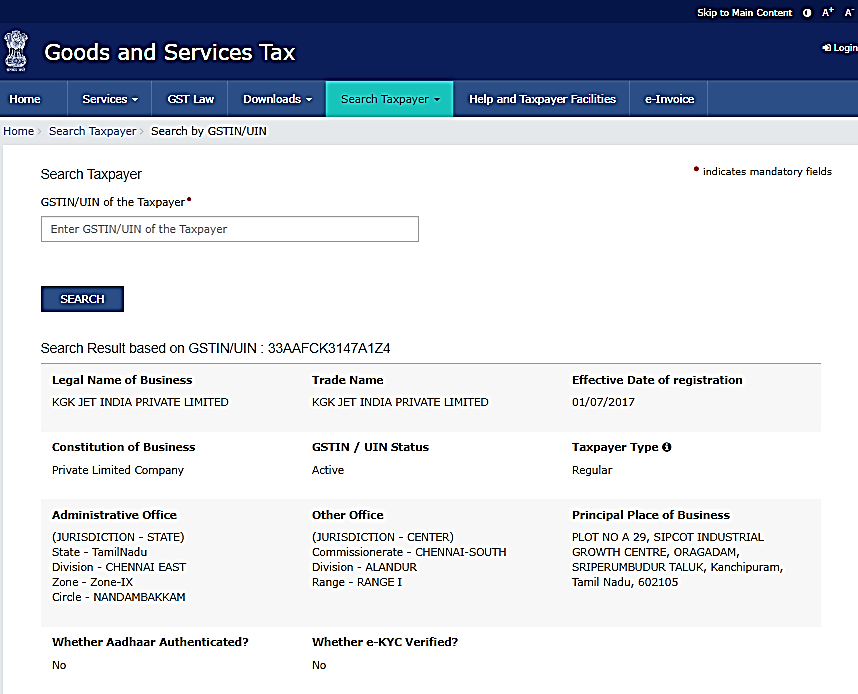 Skip to Main Content A+ A-
Goods and Services Tax
Login
Home Services GST Law Downloads Search Taxpayer Help and Taxpayer Facilities e-Invoice
Home > Search Taxpayer > Search by GSTIN/UIN
Search Taxpayer
• indicates mandatory fields
GSTIN/UIN of the Taxpayer•
Enter GSTIN/UIN of the Taxpayer
SEARCH
Search Result based on GSTIN/UIN : 33AAFCK3147A1Z4
Legal Name of Business
KGK JET INDIA PRIVATE LIMITED
Trade Name
KGK JET INDIA PRIVATE LIMITED
Effective Date of registration
01/07/2017
Constitution of Business
Private Limited Company
GSTIN / UIN Status
Active
Taxpayer Type
Regular
Administrative Office
(JURISDICTION - STATE)
State - TamilNadu
Division - CHENNAI EAST
Zone - Zone-IX
Circle - NANDAMBAKKAM
Other Office
(JURISDICTION - CENTER)
Commissionerate - CHENNAI-SOUTH
Division - ALANDUR
Range - RANGE I
Principal Place of Business
PLOT NO A 29, SIPCOT INDUSTRIAL
GROWTH CENTRE, ORAGADAM,
SRIPERUMBUDUR TALUK, Kanchipuram,
Tamil Nadu, 602105
Whether Aadhaar Authenticated?
No
Whether e-KYC Verified?
No